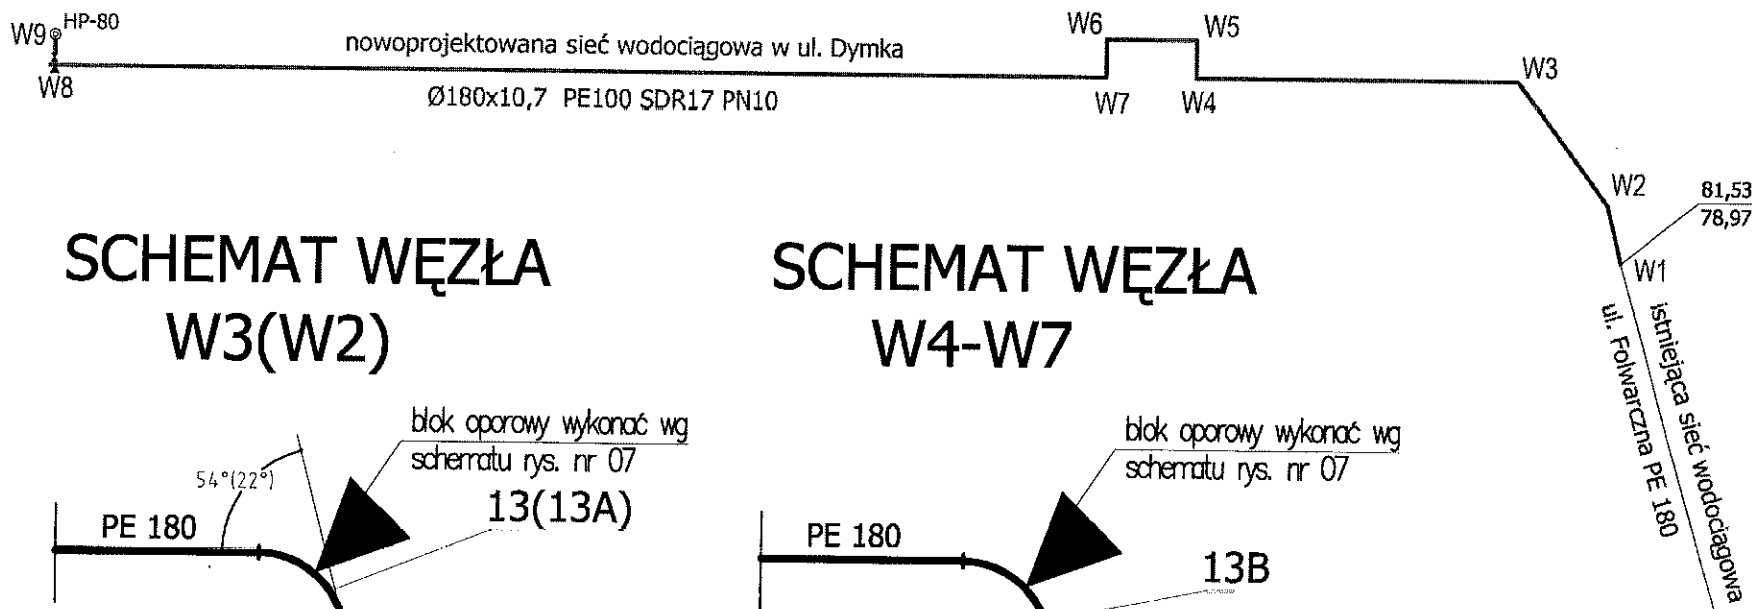 W9 HP-80
W8
nowoprojektowana sieć wodociągowa w ul. Dymka
Ø180x10,7 PE100 SDR17 PN10
W6
W5
W7
W4
W3
W2
81,53
78,97
W1
istniejąca sieć wodociągowa
ul. Folwarczna PE 180
SCHEMAT WĘZŁA
W3(W2)
blok oporowy wykonać wg
schematu rys. nr 07
54°(22°)
13(13A)
PE 180
SCHEMAT WĘZŁA
W4-W7
blok oporowy wykonać wg
schematu rys. nr 07
PE 180
13B